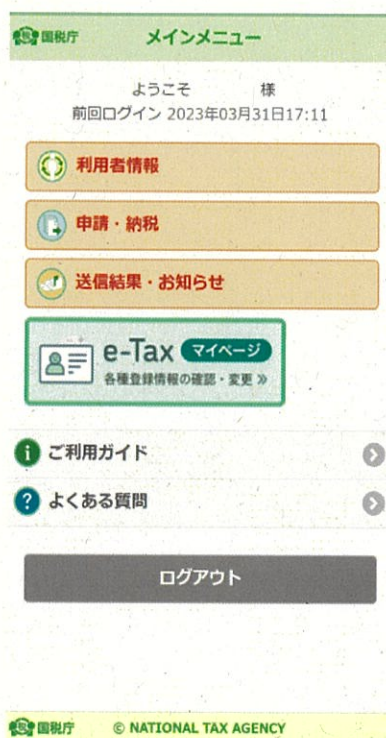 国税庁 メインメニュー
ようこそ 様
前回ログイン 2023年03月31日17:11
利用者情報
申請・納税
送信結果・お知らせ
e-Tax マイページ
各種登録情報の確認・変更 »
ご利用ガイド
よくある質問
ログアウト
国税庁 © NATIONAL TAX AGENCY